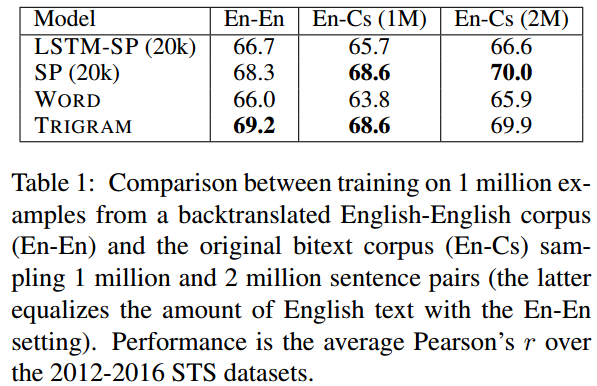 Model En-En En-Cs (1M) En-Cs (2M)
LSTM-SP (20k) 66.7 65.7 66.6
SP (20k) 68.3 68.6 70.0
WORD 66.0 63.8 65.9
TRIGRAM 69.2 68.6 69.9
Table 1: Comparison between training on 1 million ex-
amples from a backtranslated English-English corpus
(En-En) and the original bitext corpus (En-Cs) sam-
pling 1 million and 2 million sentence pairs (the latter
equalizes the amount of English text with the En-En
setting). Performance is the average Pearson's r over
the 2012-2016 STS datasets.